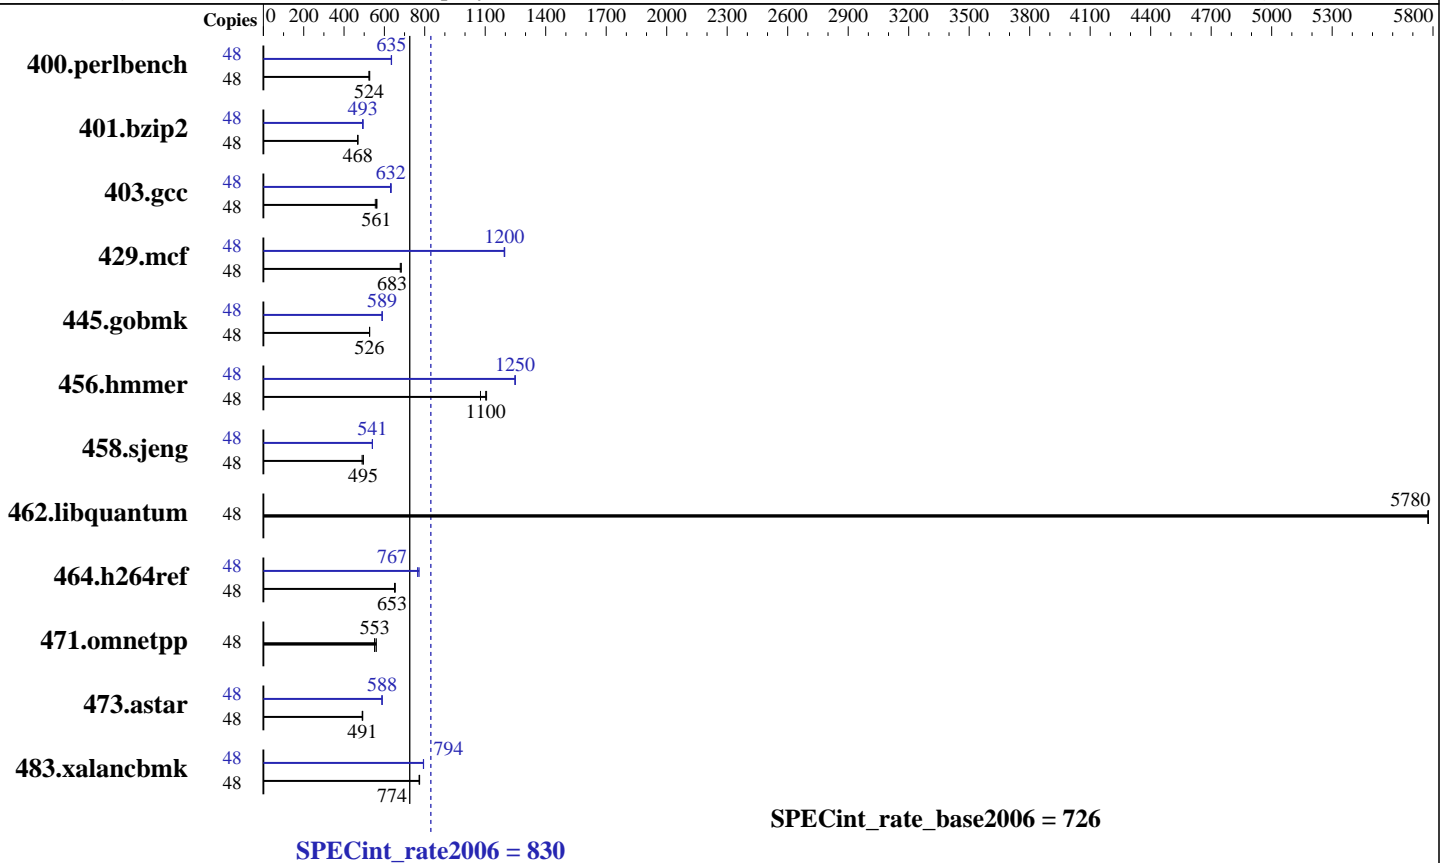 Copies 0 200 400 600 800 1100 1400 1700 2000 2300 2600 2900 3200 3500 3800 4100 4400 4700 5000 5300 5800
400.perlbench 48 635
48 524
401.bzip2 48 493
48 468
403.gcc 48 632
48 561
429.mcf 48 1200
48 683
445.gobmk 48 589
48 526
456.hmmer 48 1250
48 1100
458.sjeng 48 541
48 495
462.libquantum 48 5780
464.h264ref 48 767
48 653
471.omnetpp 48 553
473.astar 48 588
48 491
483.xalancbmk 48 794
48 774
SPECint_rate_base2006 = 726
SPECint_rate2006 = 830